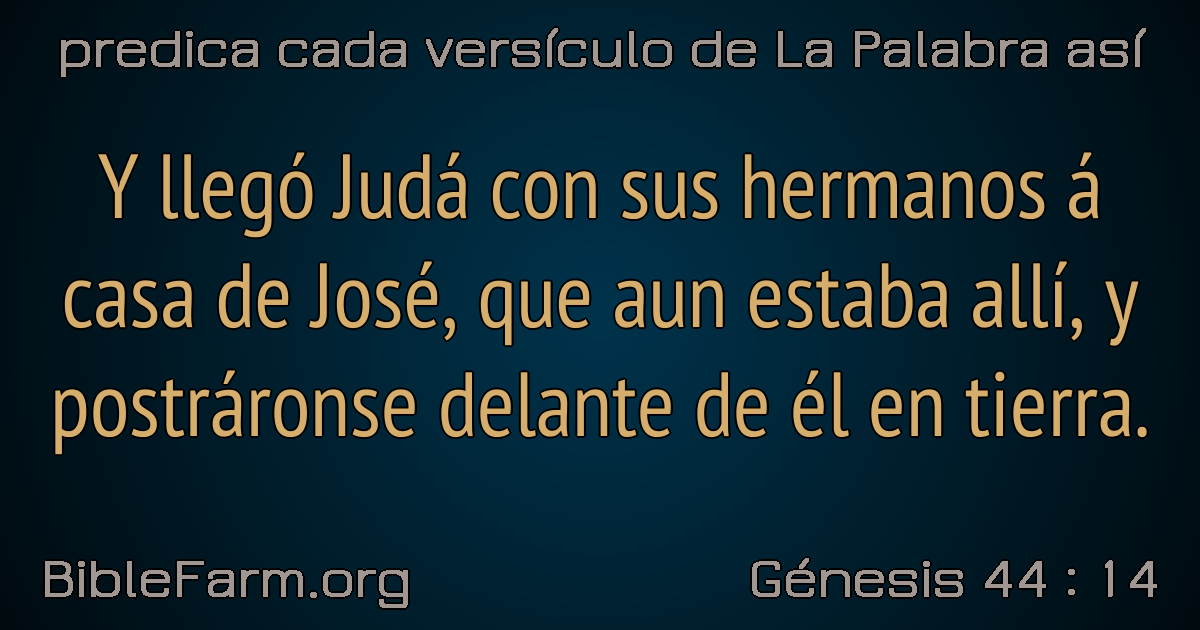 predica cada versículo de La Palabra así
Y llegó Judá con sus hermanos á
casa de José, que aun estaba allí, y
postráronse delante de él en tierra.
BibleFarm.org
Génesis 44 : 14